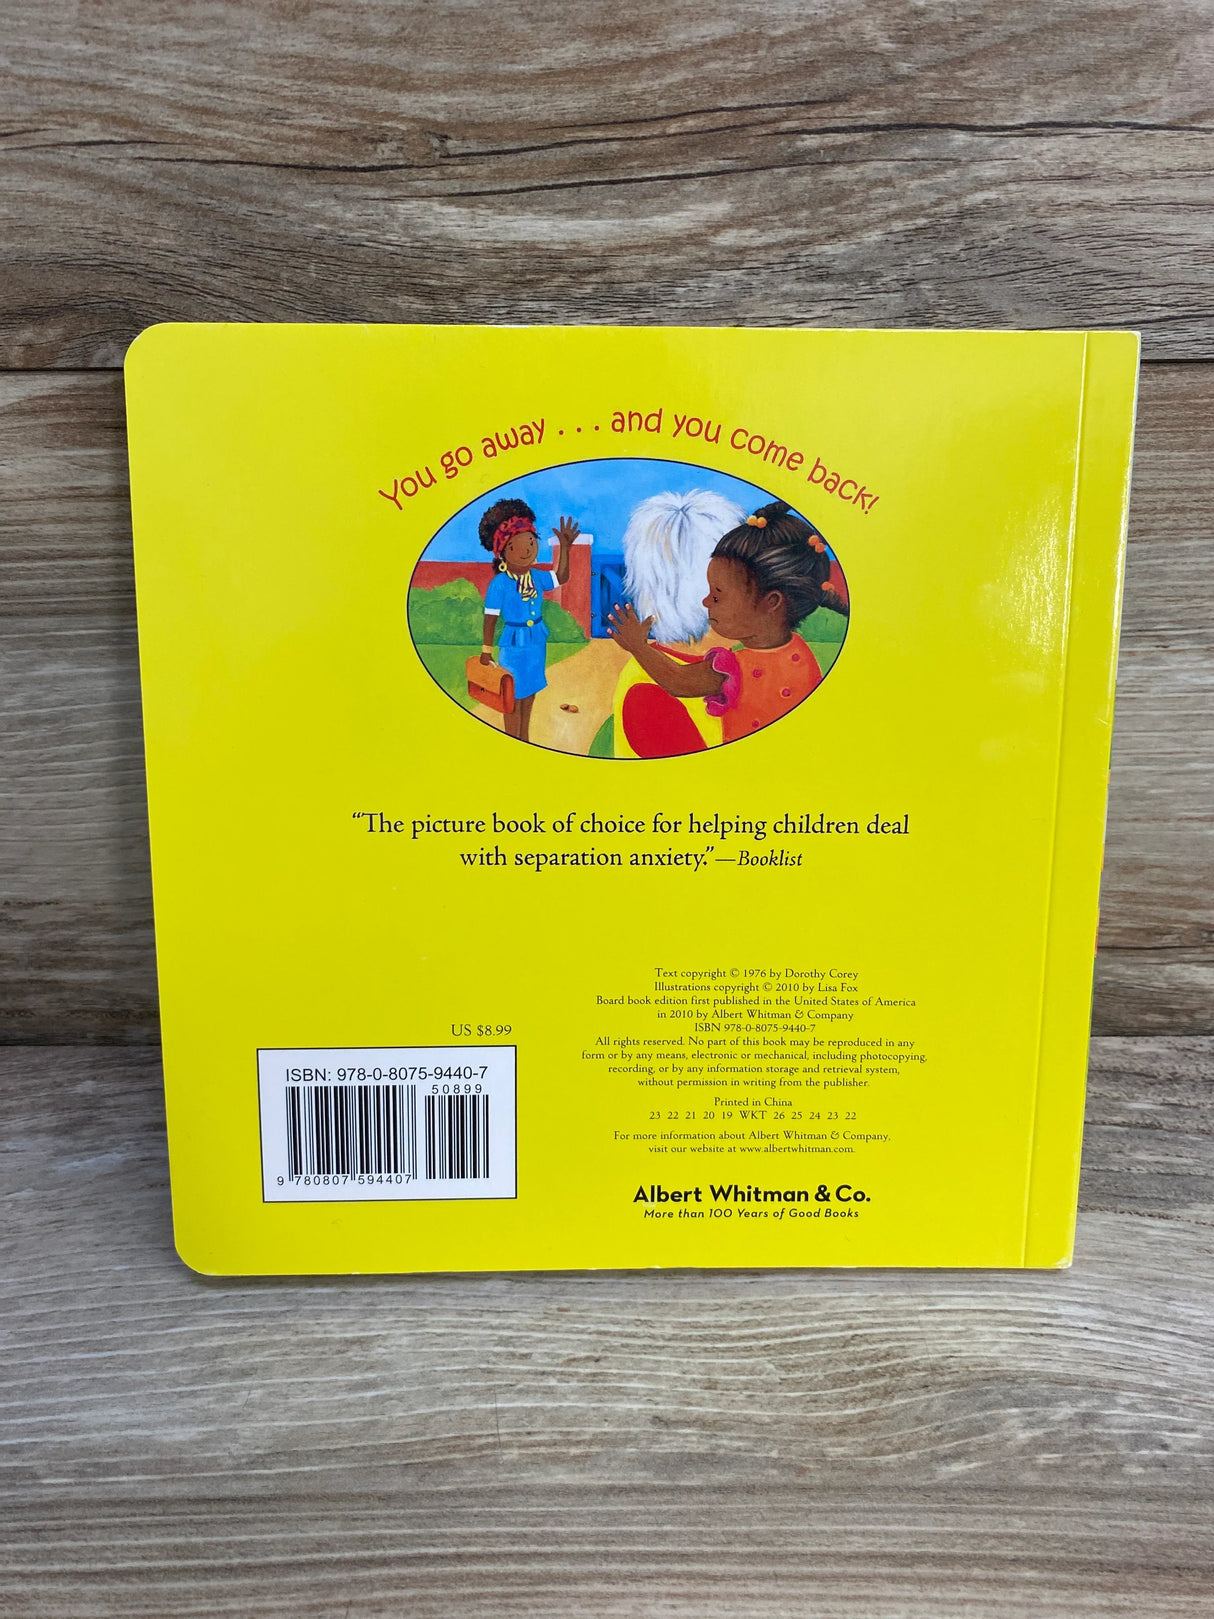 You go away . . . and you come back!
“The picture book of choice for helping children deal
with separation anxiety.”—Booklist
Text copyright © 1976 by Dorothy Corey
Illustrations copyright © 2010 by Lisa Fox
Board book edition first published in the United States of America
in 2010 by Albert Whitman & Company
ISBN 978-0-8075-9440-7
All rights reserved. No part of this book may be reproduced in any
form or by any means, electronic or mechanical, including photocopying,
recording, or by any information storage and retrieval system,
without permission in writing from the publisher.
Printed in China
23 22 21 20 19 WKT 26 25 24 23 22
For more information about Albert Whitman & Company,
visit our website at www.albertwhitman.com.
Albert Whitman & Co.
More than 100 Years of Good Books
US $8.99
ISBN: 978-0-8075-9440-7
50899
9 780807 594407